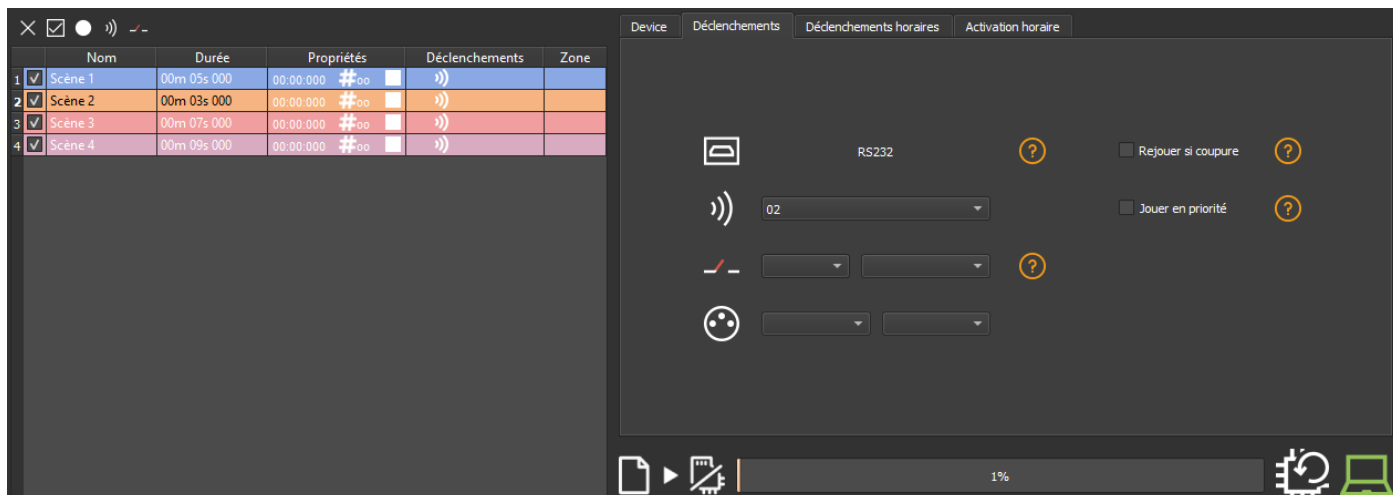 Device Déclenchements Déclenchements horaires Activation horaire
Nom Durée Propriétés Déclenchements Zone
1 Scène 1 00m 05s 000 00:00:000 #oo
2 Scène 2 00m 03s 000 00:00:000 #oo
3 Scène 3 00m 07s 000 00:00:000 #oo
4 Scène 4 00m 09s 000 00:00:000 #oo
RS232 ? Rejouer si coupure ?
02 Jouer en priorité ?
?
1%